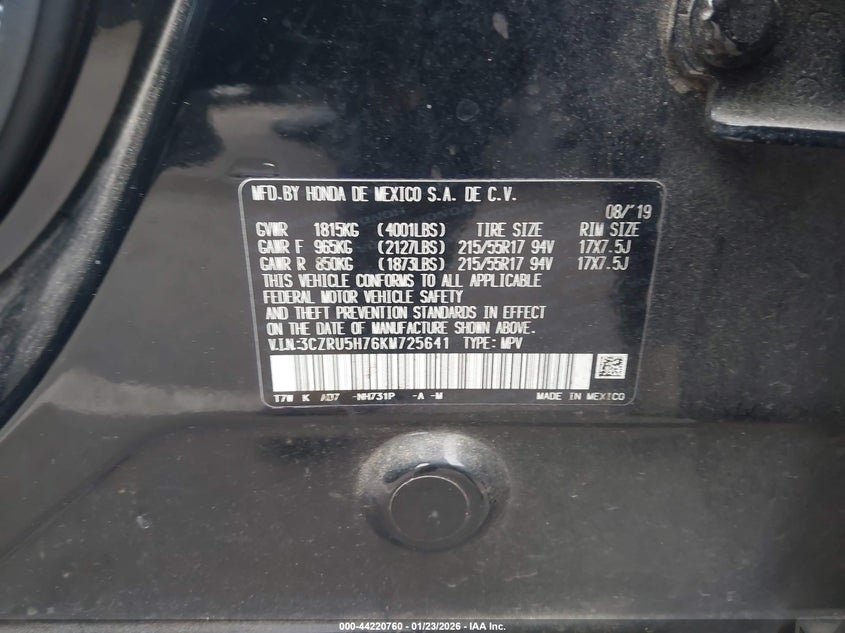 MFD.BY HONDA DE MEXICO S.A. DE C.V.
08/'19
GVWR 1815KG (4001LBS) TIRE SIZE RIM SIZE
GAWR F 965KG (2127LBS) 215/55R17 94V 17X7.5J
GAWR R 850KG (1873LBS) 215/55R17 94V 17X7.5J
THIS VEHICLE CONFORMS TO ALL APPLICABLE
FEDERAL MOTOR VEHICLE SAFETY
AND THEFT PREVENTION STANDARDS IN EFFECT
ON THE DATE OF MANUFACTURE SHOWN ABOVE.
V.I.N.:3CZRU5H76KM725641 TYPE: MPV
T7W K A07 -NH731P -A -M MADE IN MEXICO
000-44220760 - 01/23/2026 - IAA Inc.